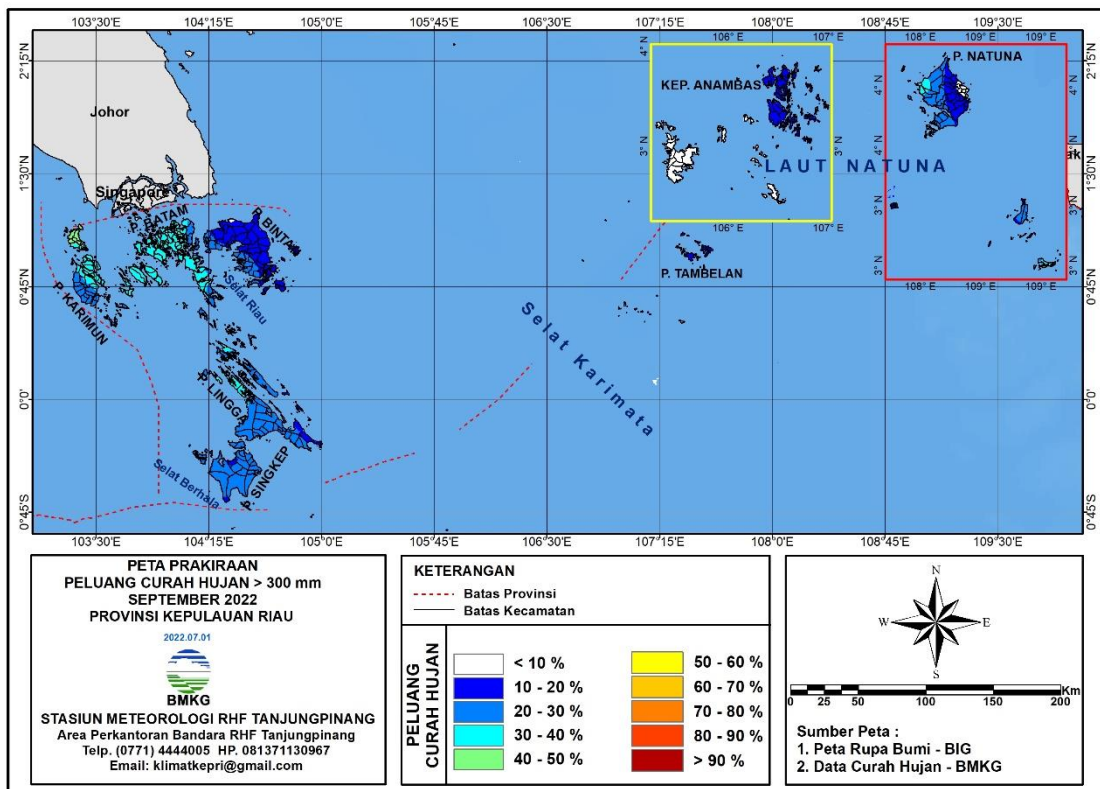 103°30'E 104°15'E 105°0'E 105°45'E 106°30'E 107°15'E 108°0'E 108°45'E 109°30'E
106° E 107° E
108° E 108° E 109° E 109° E
2°15'N
1°30'N
0°45'N
0°0'
0°45'S
2°15'N
1°30'N
0°45'N
0°0'
0°45'S
Johor
Singapore
P. BATAM
P. BINTA
P. KARIMUN
Selat Riau
P. LINGGA
P. SINGKEP
Selat Berhala
Selat Karimata
P. TAMBELAN
LAUT NATUNA
4° N
3° N
3° N
KEP. ANAMBAS
106° E 107° E
P. NATUNA
4° N
4° N
3° N
3° N
4° N
4° N
3° N
3° N
108° E 108° E 109° E 109° E
ak
103°30'E 104°15'E 105°0'E 105°45'E 106°30'E 107°15'E 108°0'E 108°45'E 109°30'E
PETA PRAKIRAAN
PELUANG CURAH HUJAN > 300 mm
SEPTEMBER 2022
PROVINSI KEPULAUAN RIAU
2022.07.01
BMKG
STASIUN METEOROLOGI RHF TANJUNGPINANG
Area Perkantoran Bandara RHF Tanjungpinang
Telp. (0771) 4444005 HP. 081371130967
Email: klimatkepri@gmail.com
KETERANGAN
Batas Provinsi
Batas Kecamatan
PELUANG
CURAH HUJAN
< 10 %
10 - 20 %
20 - 30 %
30 - 40 %
40 - 50 %
50 - 60 %
60 - 70 %
70 - 80 %
80 - 90 %
> 90 %
N
W E
S
0 12.5 25 50 100 150 200 Km
Sumber Peta :
1. Peta Rupa Bumi - BIG
2. Data Curah Hujan - BMKG